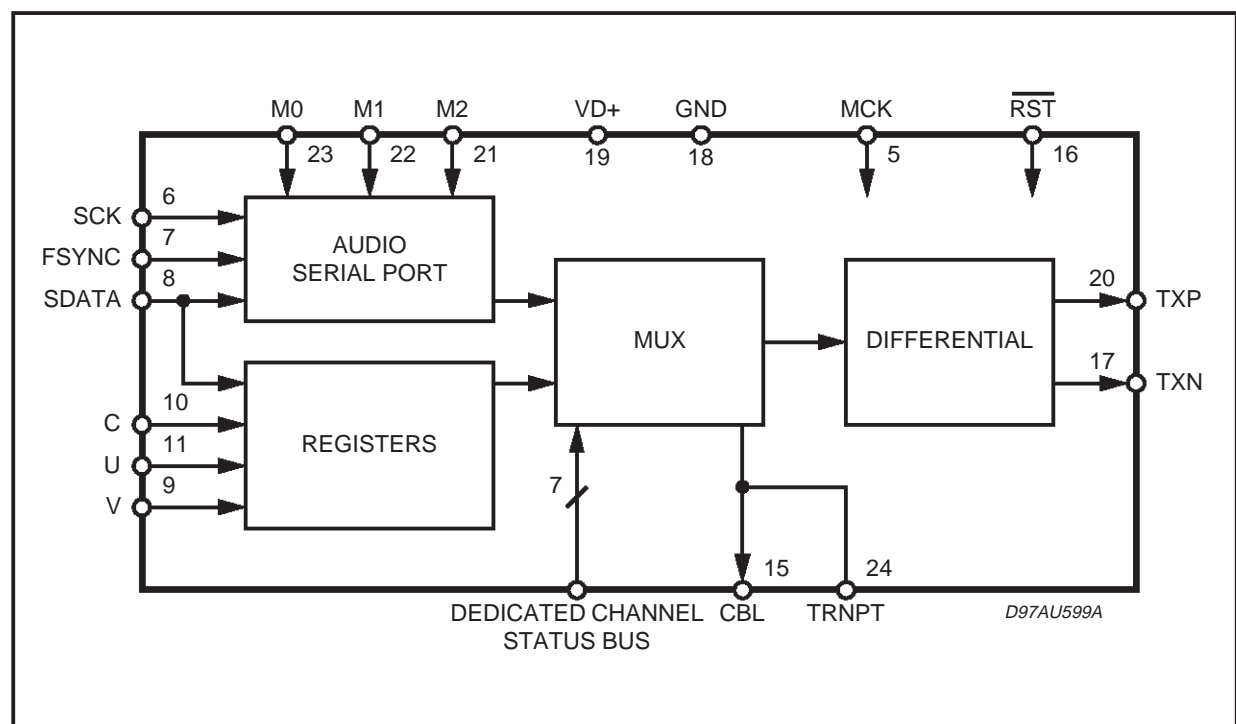 M0 M1 M2 VD+ GND MCK RST
23 22 21 19 18 5 16
SCK 6
FSYNC 7
SDATA 8
AUDIO
SERIAL PORT
MUX
DIFFERENTIAL
20 TXP
17 TXN
10
C
11
U
9
V
REGISTERS
7
15 24
DEDICATED CHANNEL
STATUS BUS
CBL
TRNPT
D97AU599A